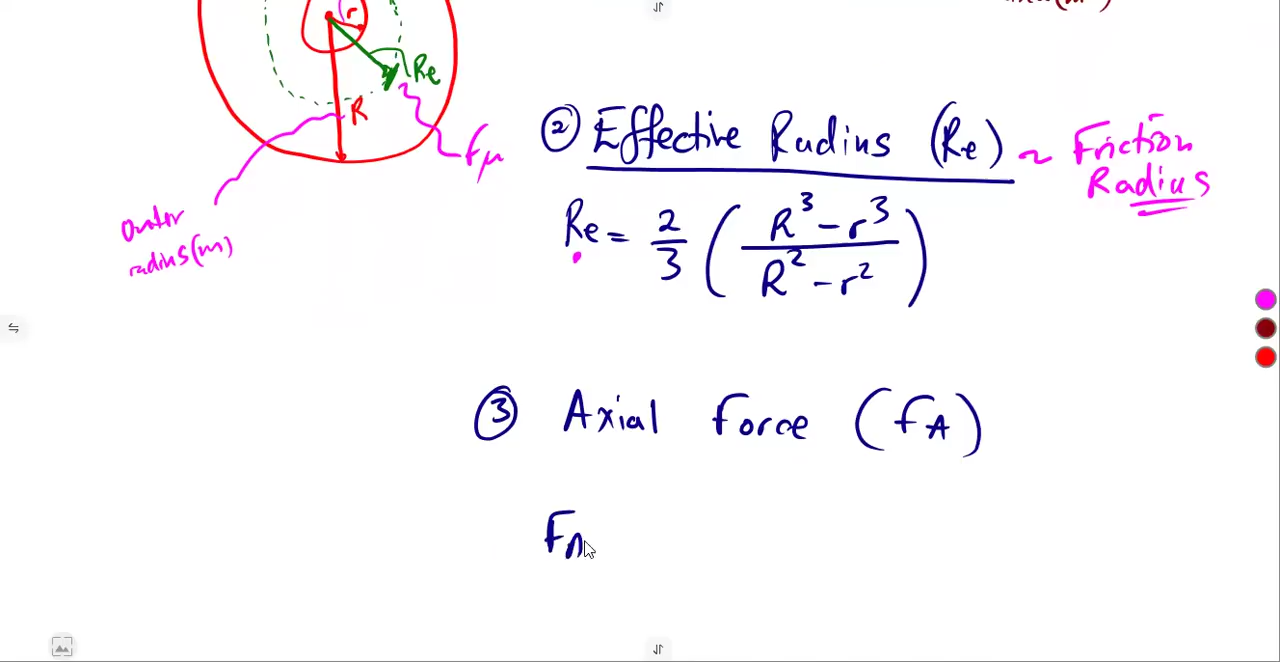 r
Re
R
Fμ
outer
radius(m)
② Effective Radius (Re) ~ Friction
Radius
Re = 2/3 ( R³ - r³ / R² - r² )
③ Axial Force (FA)